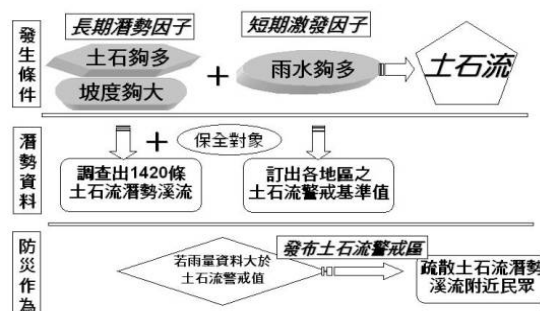 發生條件
長期潛勢因子
短期激發因子
土石夠多
坡度夠大
+
雨水夠多
土石流
潛勢資料
+
保全對象
調查出1420條
土石流潛勢溪流
訂出各地區之
土石流警戒基準值
防災作為
若雨量資料大於
土石流警戒值
發布土石流警戒區
疏散土石流潛勢
溪流附近民眾